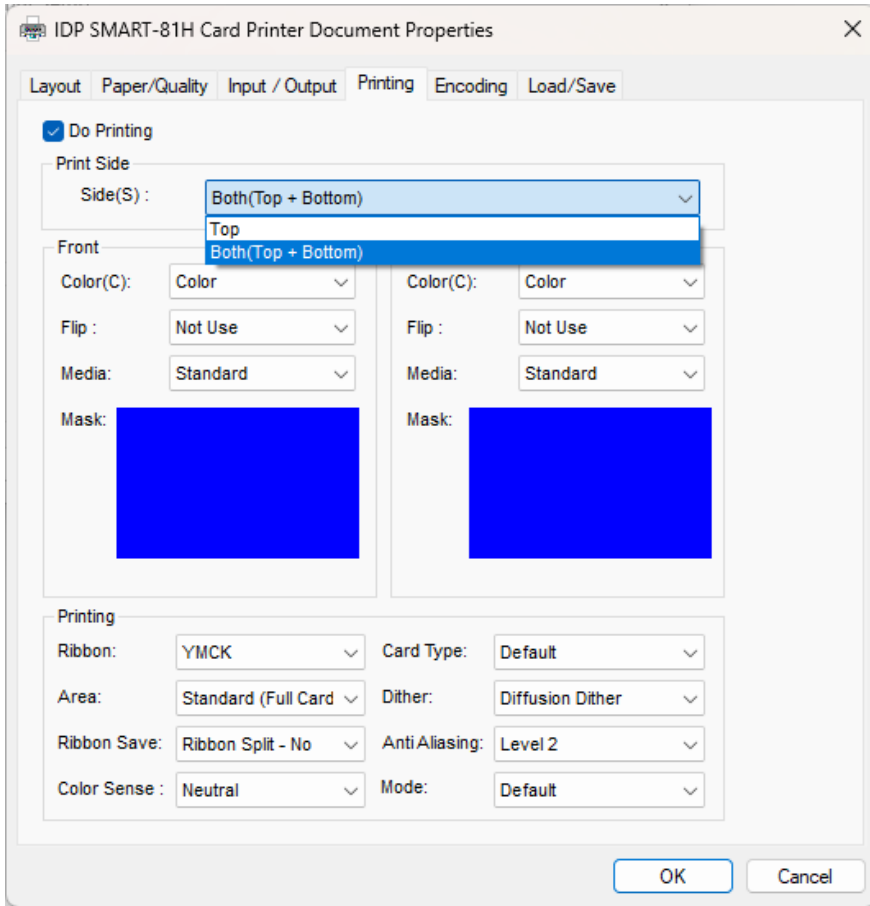 IDP SMART-81H Card Printer Document Properties
Layout Paper/Quality Input / Output Printing Encoding Load/Save
Do Printing
Print Side
Side(S) : Both(Top + Bottom)
Top
Both(Top + Bottom)
Front
Color(C): Color Color(C): Color
Flip : Not Use Flip : Not Use
Media: Standard Media: Standard
Mask: Mask:
Printing
Ribbon: YMCK Card Type: Default
Area: Standard (Full Card Dither: Diffusion Dither
Ribbon Save: Ribbon Split - No Anti Aliasing: Level 2
Color Sense : Neutral Mode: Default
OK Cancel